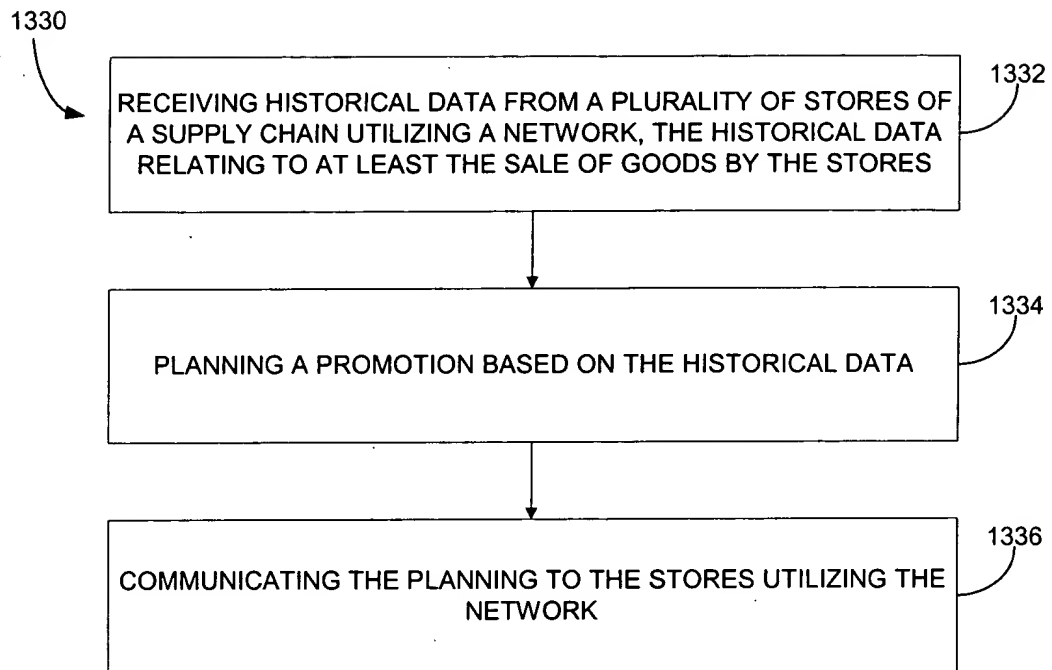 1330
1332
RECEIVING HISTORICAL DATA FROM A PLURALITY OF STORES OF
A SUPPLY CHAIN UTILIZING A NETWORK, THE HISTORICAL DATA
RELATING TO AT LEAST THE SALE OF GOODS BY THE STORES
1334
PLANNING A PROMOTION BASED ON THE HISTORICAL DATA
1336
COMMUNICATING THE PLANNING TO THE STORES UTILIZING THE
NETWORK